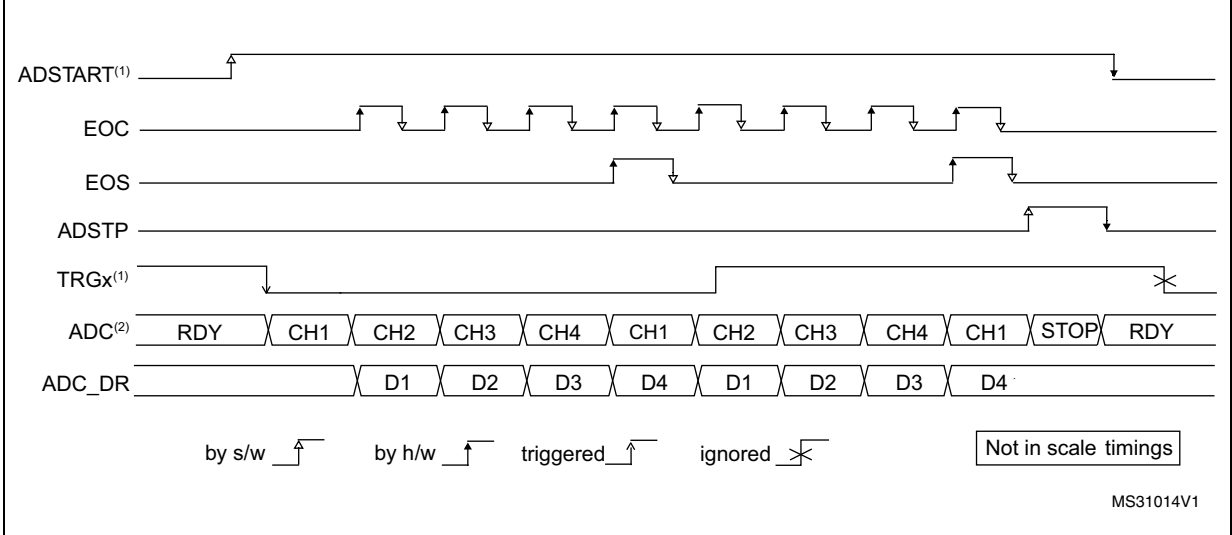 ADSTART(1)
EOC
EOS
ADSTP
TRGx(1)
ADC(2) RDY CH1 CH2 CH3 CH4 CH1 CH2 CH3 CH4 CH1 STOP RDY
ADC_DR D1 D2 D3 D4 D1 D2 D3 D4
by s/w by h/w triggered ignored Not in scale timings
MS31014V1